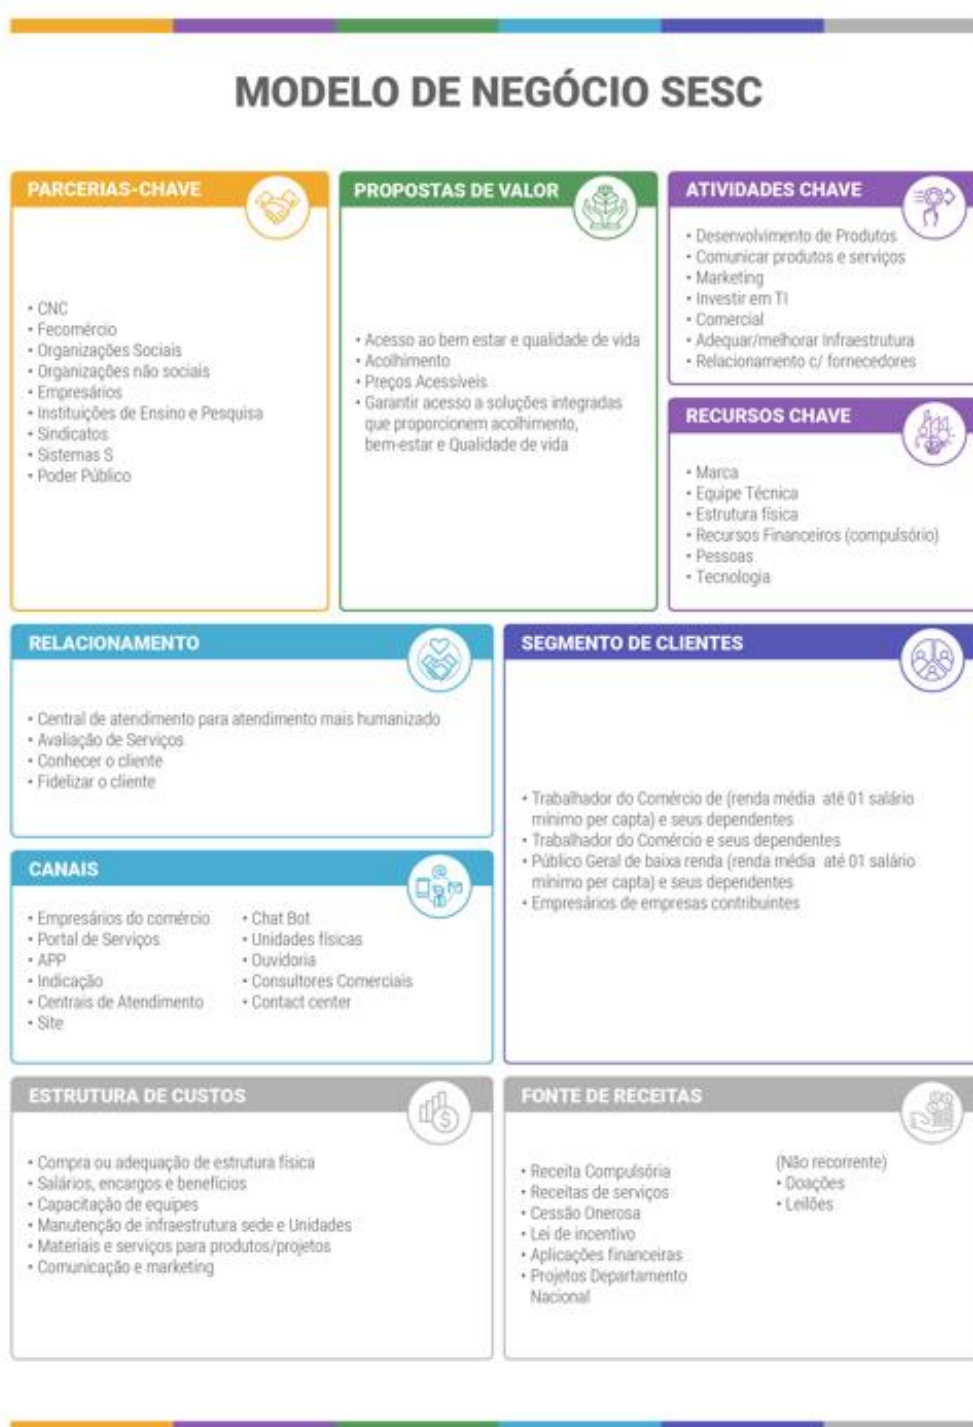 MODELO DE NEGÓCIO SESC
PARCERIAS-CHAVE
• CNC
• Fecomércio
• Organizações Sociais
• Organizações não sociais
• Empresários
• Instituições de Ensino e Pesquisa
• Sindicatos
• Sistemas S
• Poder Público
PROPOSTAS DE VALOR
• Acesso ao bem estar e qualidade de vida
• Acolhimento
• Preços Acessíveis
• Garantir acesso a soluções integradas
que proporcionem acolhimento,
bem-estar e Qualidade de vida
ATIVIDADES CHAVE
• Desenvolvimento de Produtos
• Comunicar produtos e serviços
• Marketing
• Investir em TI
• Comercial
• Adequar/melhorar Infraestrutura
• Relacionamento c/ fornecedores
RECURSOS CHAVE
• Marca
• Equipe Técnica
• Estrutura física
• Recursos Financeiros (compulsório)
• Pessoas
• Tecnologia
RELACIONAMENTO
• Central de atendimento para atendimento mais humanizado
• Avaliação de Serviços
• Conhecer o cliente
• Fidelizar o cliente
SEGMENTO DE CLIENTES
• Trabalhador do Comércio de (renda média até 01 salário
mínimo per capta) e seus dependentes
• Trabalhador do Comércio e seus dependentes
• Público Geral de baixa renda (renda média até 01 salário
mínimo per capta) e seus dependentes
• Empresários de empresas contribuintes
CANAIS
• Empresários do comércio
• Portal de Serviços
• APP
• Indicação
• Centrais de Atendimento
• Site
• Chat Bot
• Unidades físicas
• Ouvidoria
• Consultores Comerciais
• Contact center
ESTRUTURA DE CUSTOS
• Compra ou adequação de estrutura física
• Salários, encargos e benefícios
• Capacitação de equipes
• Manutenção de infraestrutura sede e Unidades
• Materiais e serviços para produtos/projetos
• Comunicação e marketing
FONTE DE RECEITAS
• Receita Compulsória
• Receitas de serviços
• Cessão Onerosa
• Lei de incentivo
• Aplicações financeiras
• Projetos Departamento
Nacional
(Não recorrente)
• Doações
• Leilões